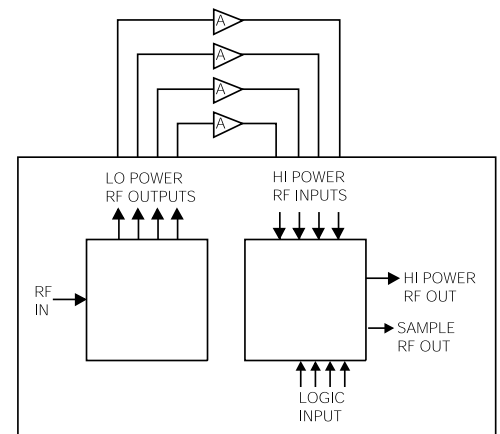 A
A
A
A
LO POWER
RF OUTPUTS
HI POWER
RF INPUTS
RF
IN
HI POWER
RF OUT
SAMPLE
RF OUT
LOGIC
INPUT